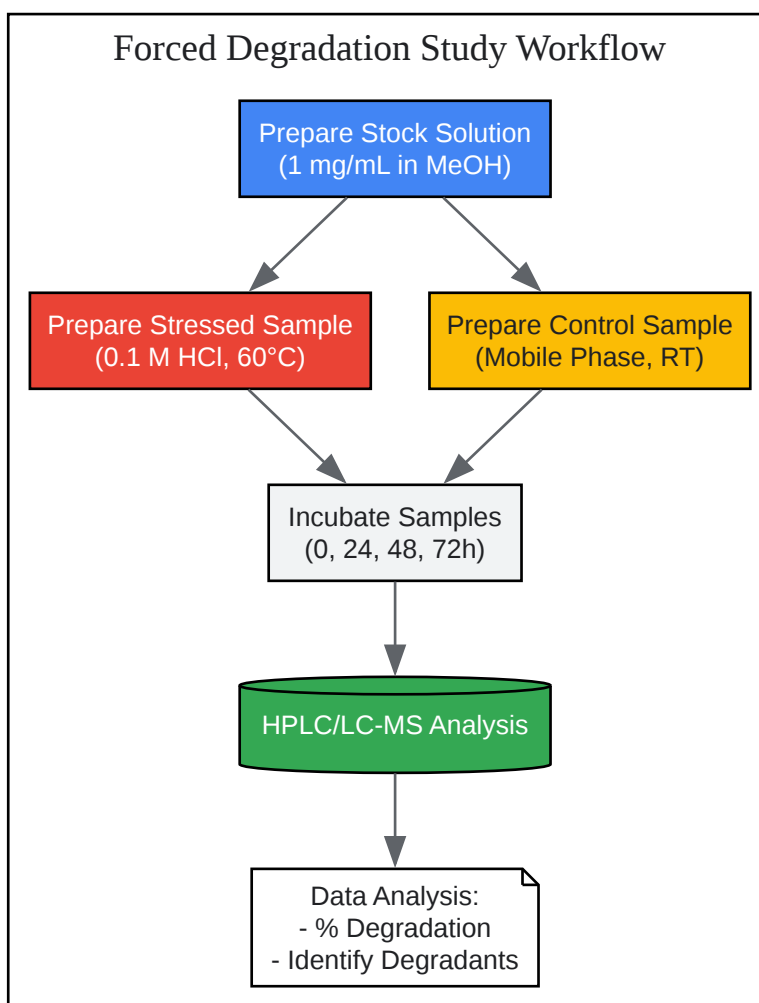 Forced Degradation Study Workflow
Prepare Stock Solution
(1 mg/mL in MeOH)
Prepare Stressed Sample
(0.1 M HCl, 60°C)
Prepare Control Sample
(Mobile Phase, RT)
Incubate Samples
(0, 24, 48, 72h)
HPLC/LC-MS Analysis
Data Analysis:
- % Degradation
- Identify Degradants